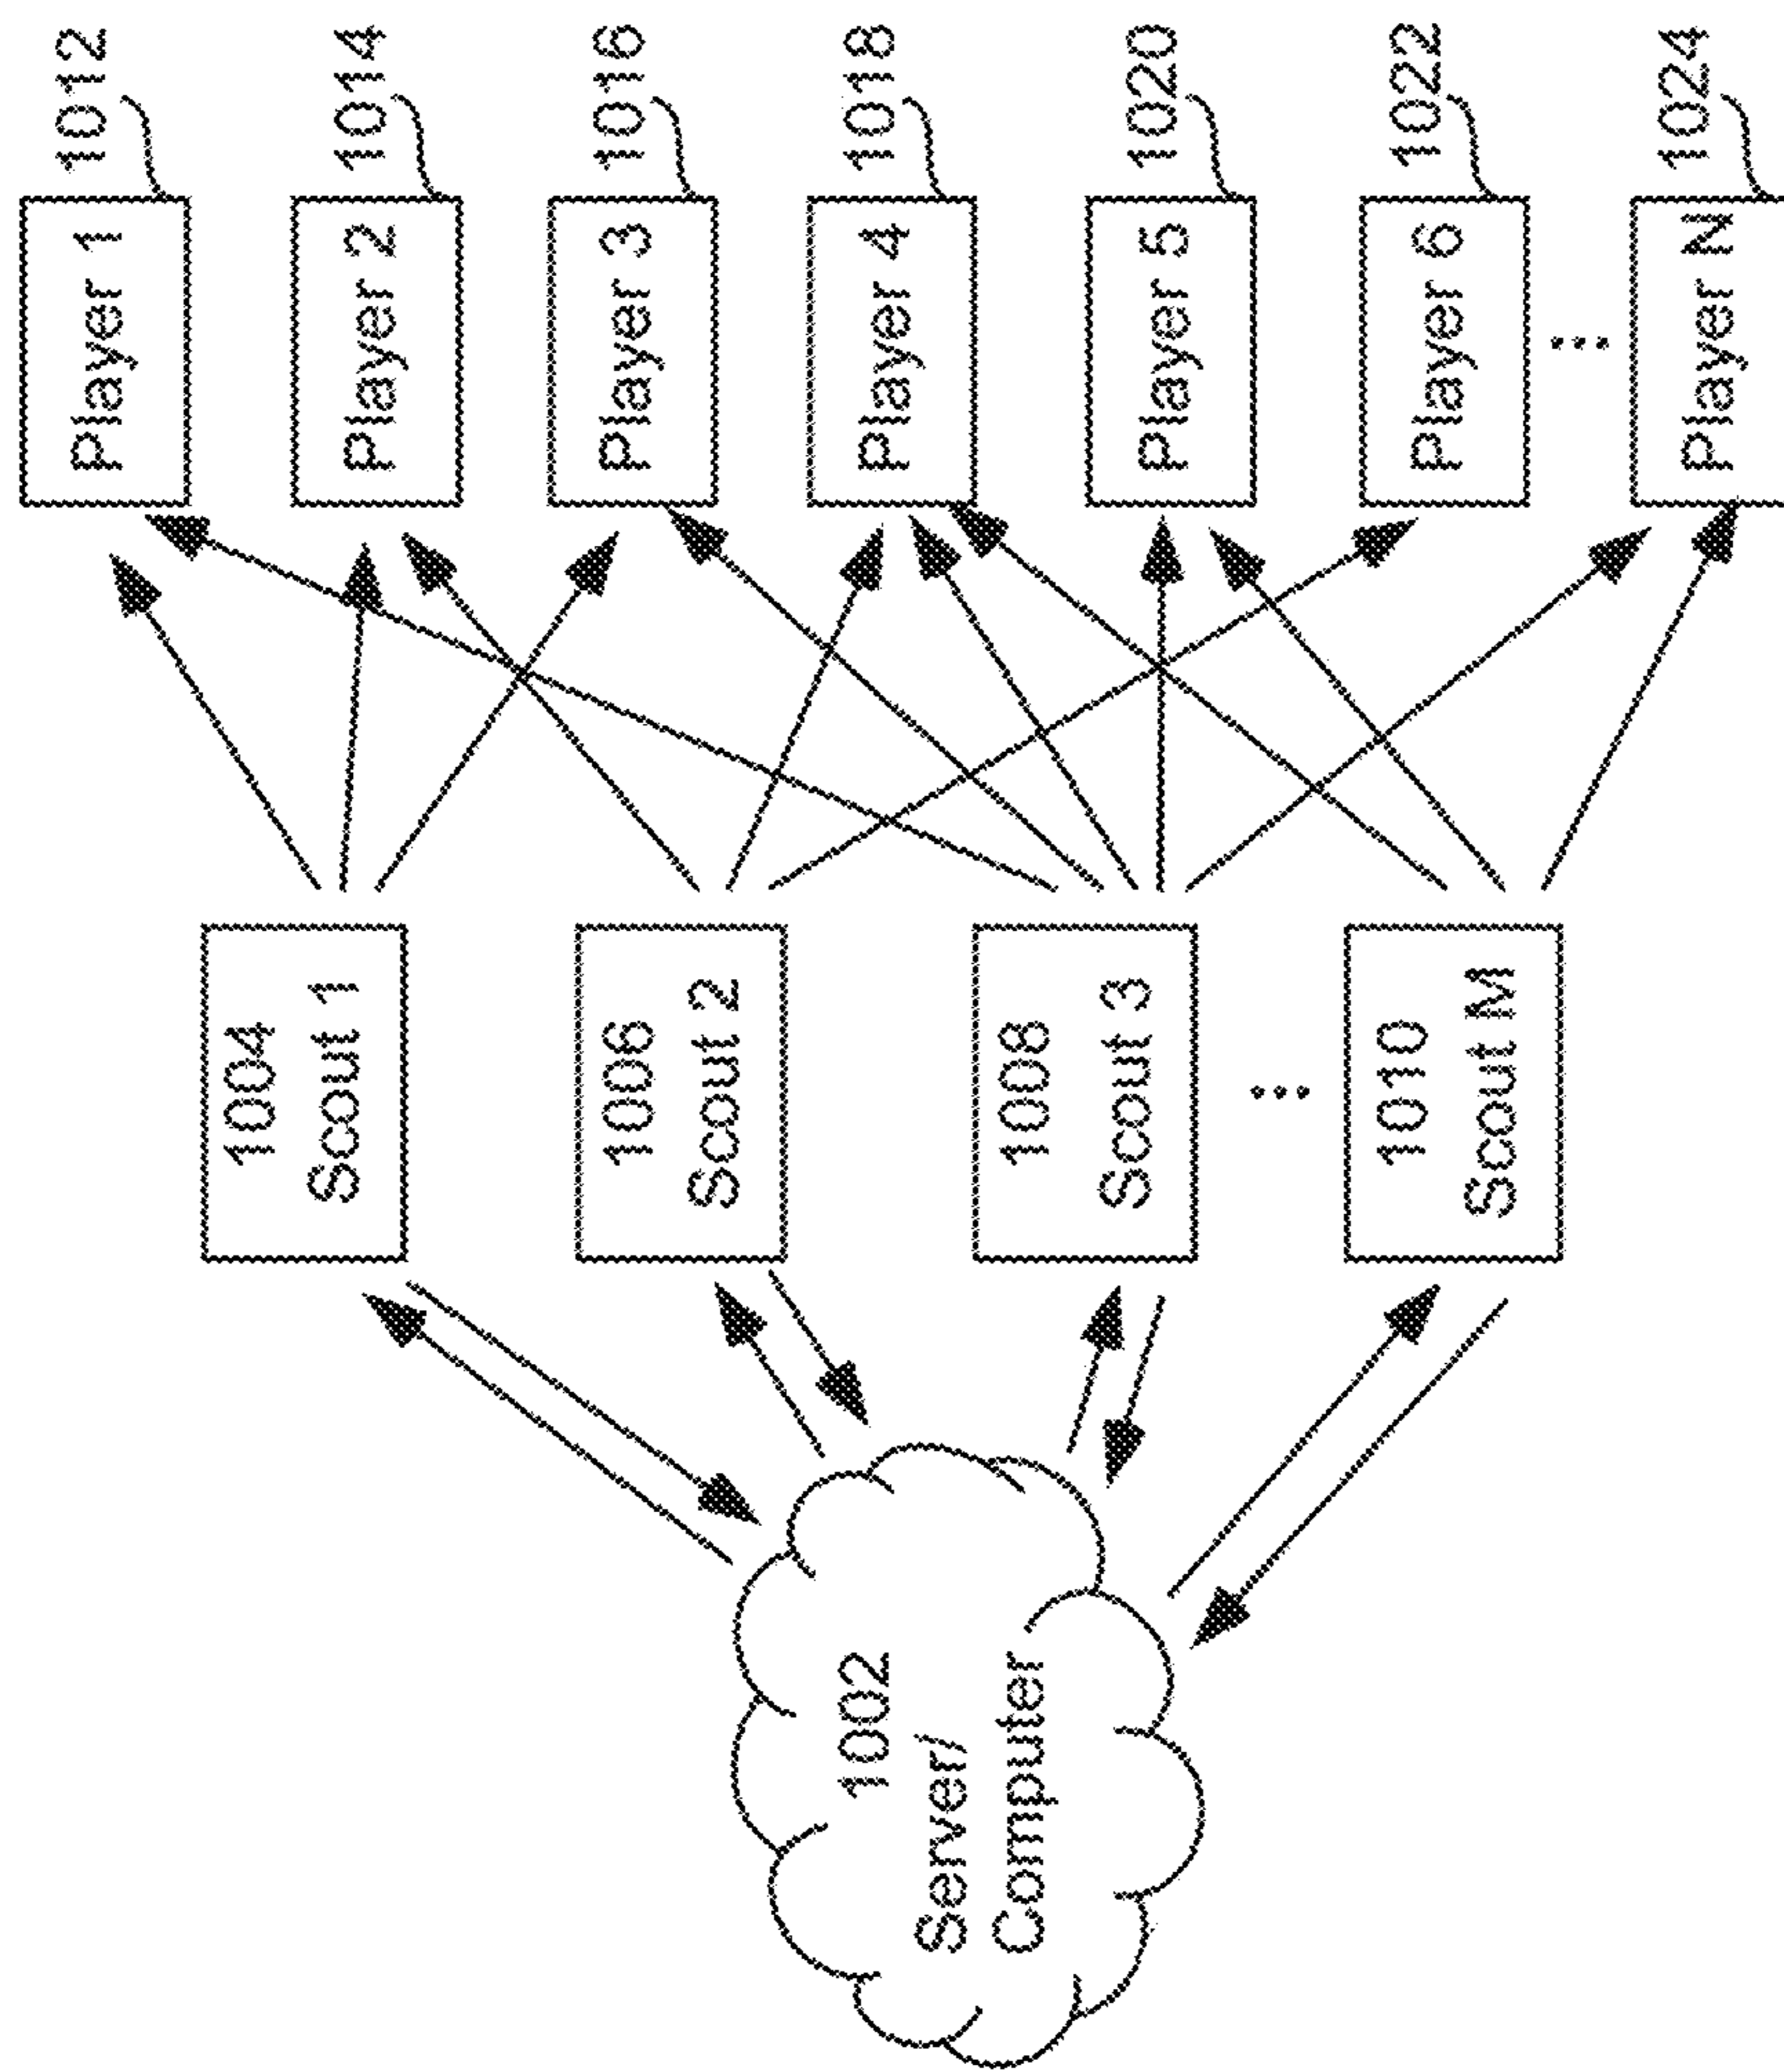 1002
Server/
Computer
1004
Scout 1
1006
Scout 2
1008
Scout 3
...
1010
Scout M
Player 1
1012
Player 2
1014
Player 3
1016
Player 4
1018
Player 5
1020
Player 6
1022
...
Player N
1024